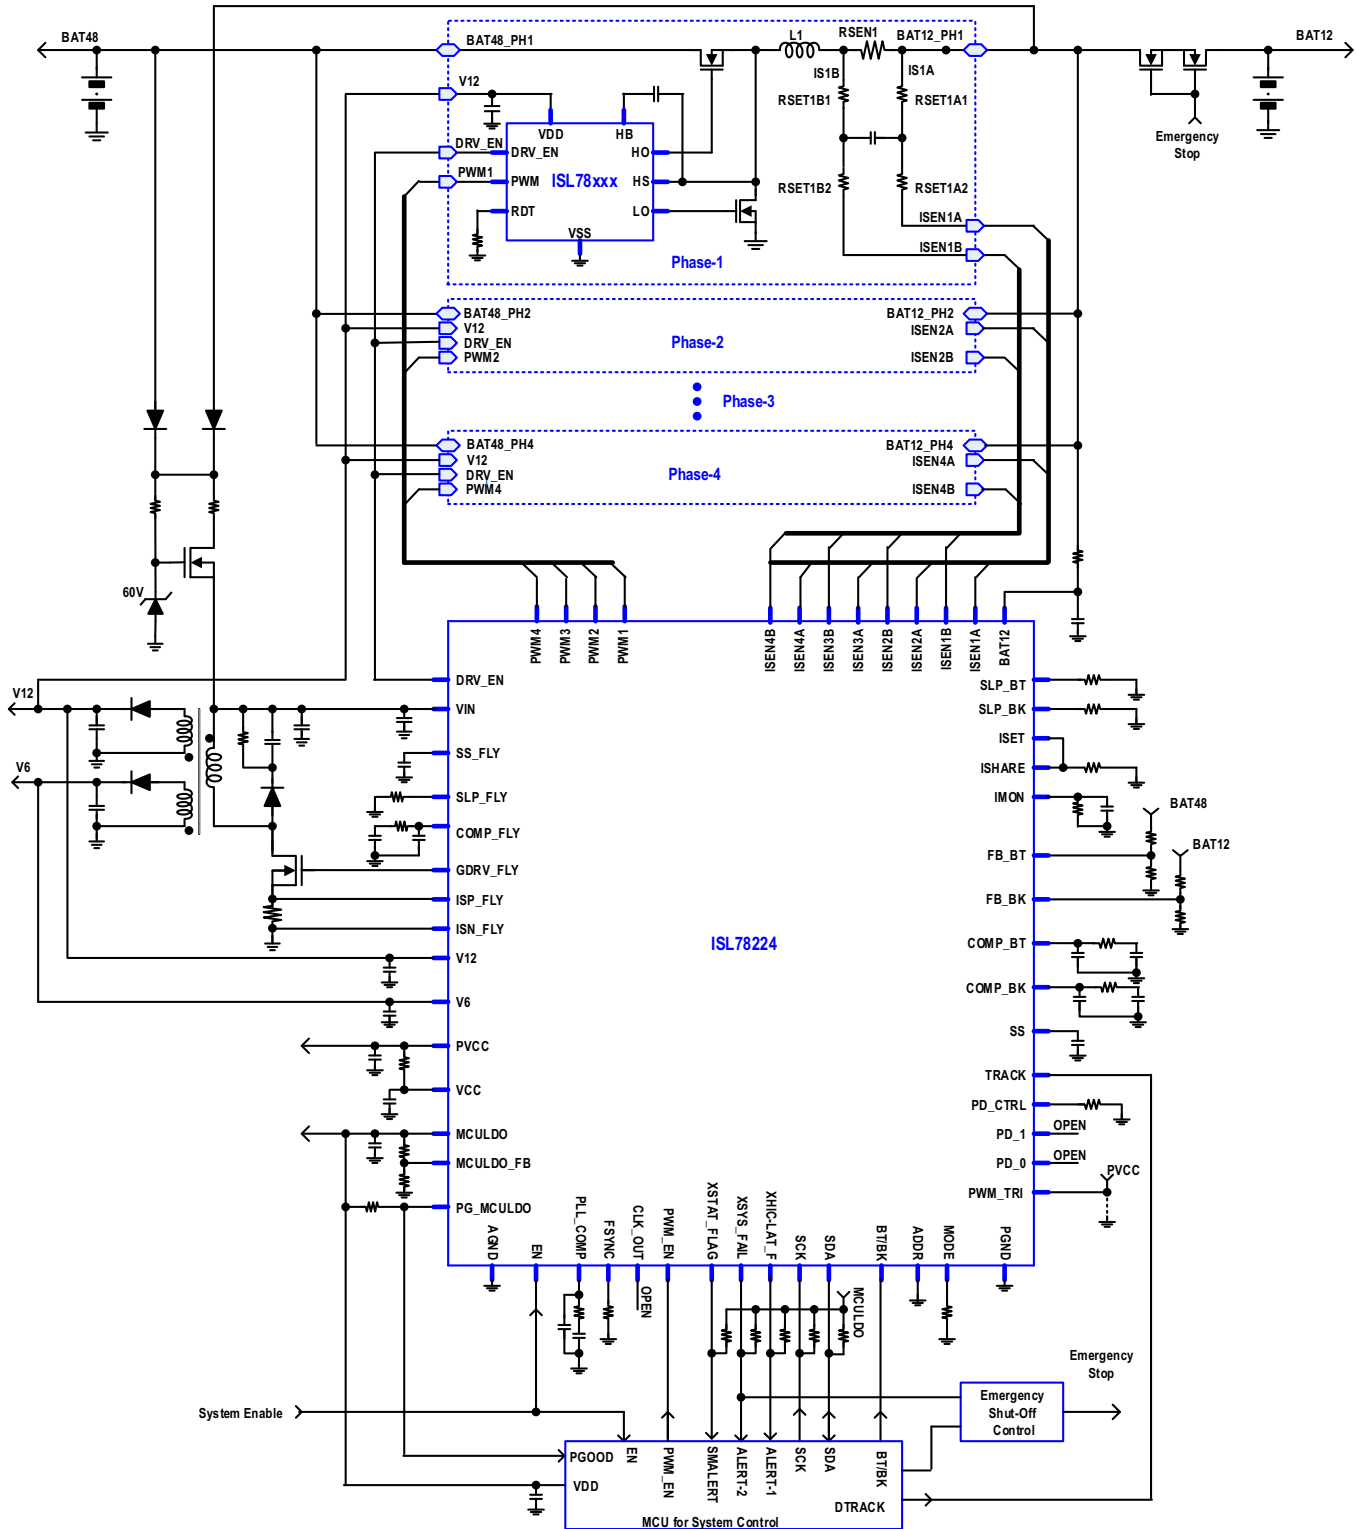 BAT48
BAT48_PH1
L1
RSEN1
BAT12_PH1
BAT12
V12
IS1B
IS1A
RSET1B1
RSET1A1
VDD
HB
Emergency
Stop
DRV_EN
DRV_EN
HO
PWM1
PWM
ISL78xxx
HS
RSET1B2
RSET1A2
RDT
LO
ISEN1A
VSS
ISEN1B
Phase-1
BAT48_PH2
BAT12_PH2
V12
ISEN2A
DRV_EN
Phase-2
PWM2
ISEN2B
Phase-3
BAT48_PH4
BAT12_PH4
V12
ISEN4A
DRV_EN
Phase-4
PWM4
ISEN4B
60V
PWM4
PWM3
PWM2
PWM1
ISEN4B
ISEN4A
ISEN3B
ISEN3A
ISEN2B
ISEN2A
ISEN1B
ISEN1A
BAT12
V12
DRV_EN
SLP_BT
VIN
SLP_BK
ISET
SS_FLY
V6
ISHARE
SLP_FLY
IMON
BAT48
COMP_FLY
BAT12
FB_BT
GDRV_FLY
ISP_FLY
FB_BK
ISN_FLY
ISL78224
COMP_BT
V12
COMP_BK
V6
SS
PVCC
TRACK
VCC
PD_CTRL
MCULDO
PD_1
OPEN
MCULDO_FB
PD_0
OPEN
PVCC
PWM_TRI
PG_MCULDO
AGND
EN
PLL_COMP
FSYNC
CLK_OUT
PWM_EN
XSTAT_FLAG
XSYS_FAIL
XHIC-LAT_F
SCK
SDA
BT/BK
ADDR
MODE
PGND
OPEN
MCULDO
Emergency
Stop
System Enable
Emergency
Shut-Off
Control
PGOOD
EN
PWM_EN
SMALERT
ALERT-2
ALERT-1
SCK
SDA
BT/BK
VDD
DTRACK
MCU for System Control